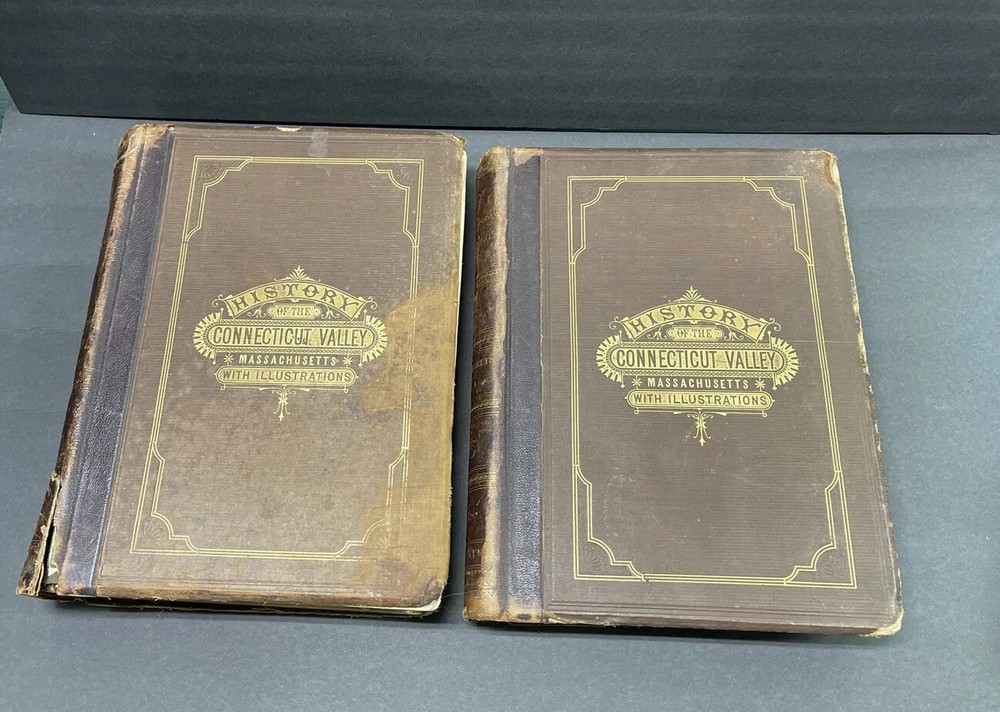 HISTORY
OF THE
CONNECTICUT VALLEY
MASSACHUSETTS
WITH ILLUSTRATIONS
HISTORY
OF THE
CONNECTICUT VALLEY
MASSACHUSETTS
WITH ILLUSTRATIONS